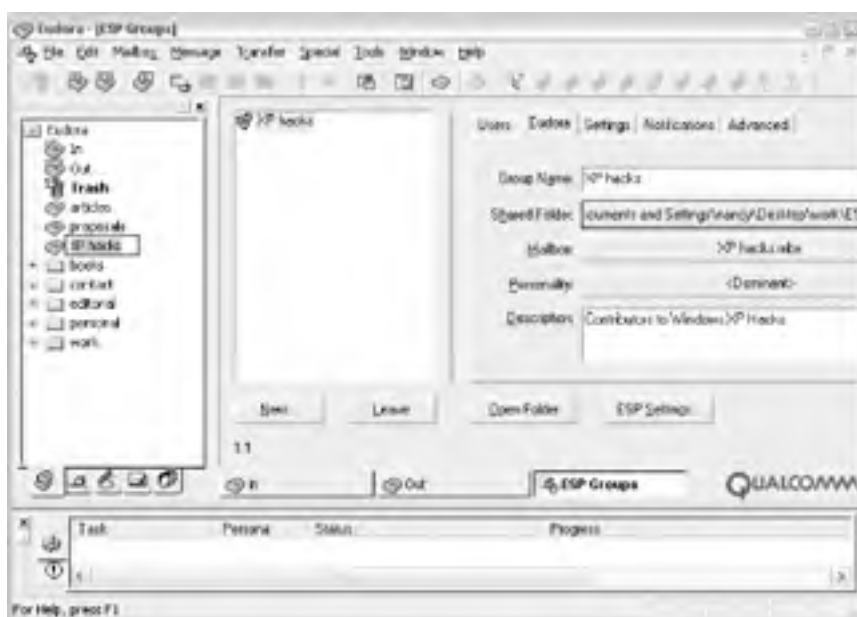 Eudora - [ESP Groups]
File Edit Mailbox Message Transfer Special Tools Window Help
Eudora
In
Out
Trash
articles
proposals
XP hacks
books
contact
editorial
personal
work
XP hacks
Users Eudora Settings Notifications Advanced
Group Name: XP hacks
Shared Folder: ocuments and Settings\nancy\Desktop\work\ES
Mailbox: XP hacks.mbx
Personality: <Dominant>
Description: Contributors to Windows XP Hacks
New Leave Open Folder ESP Settings
In Out ESP Groups QUALCOMM
Task Persona Status Progress
For Help, press F1